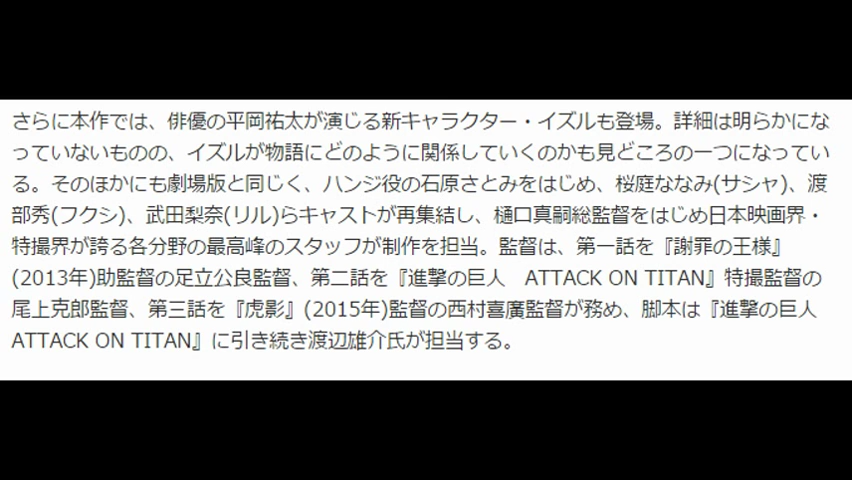 さらに本作では、俳優の平岡祐太が演じる新キャラクター・イズルも登場。詳細は明らかにな
っていないものの、イズルが物語にどのように関係していくのかも見どころの一つになってい
る。そのほかにも劇場版と同じく、ハンジ役の石原さとみをはじめ、桜庭ななみ(サシャ)、渡
部秀(フクシ)、武田梨奈(リル)らキャストが再集結し、樋口真嗣総監督をはじめ日本映画界・
特撮界が誇る各分野の最高峰のスタッフが制作を担当。監督は、第一話を『謝罪の王様』
(2013年)助監督の足立公良監督、第二話を『進撃の巨人　ATTACK ON TITAN』特撮監督の
尾上克郎監督、第三話を『虎影』(2015年)監督の西村喜廣監督が務め、脚本は『進撃の巨人
ATTACK ON TITAN』に引き続き渡辺雄介氏が担当する。